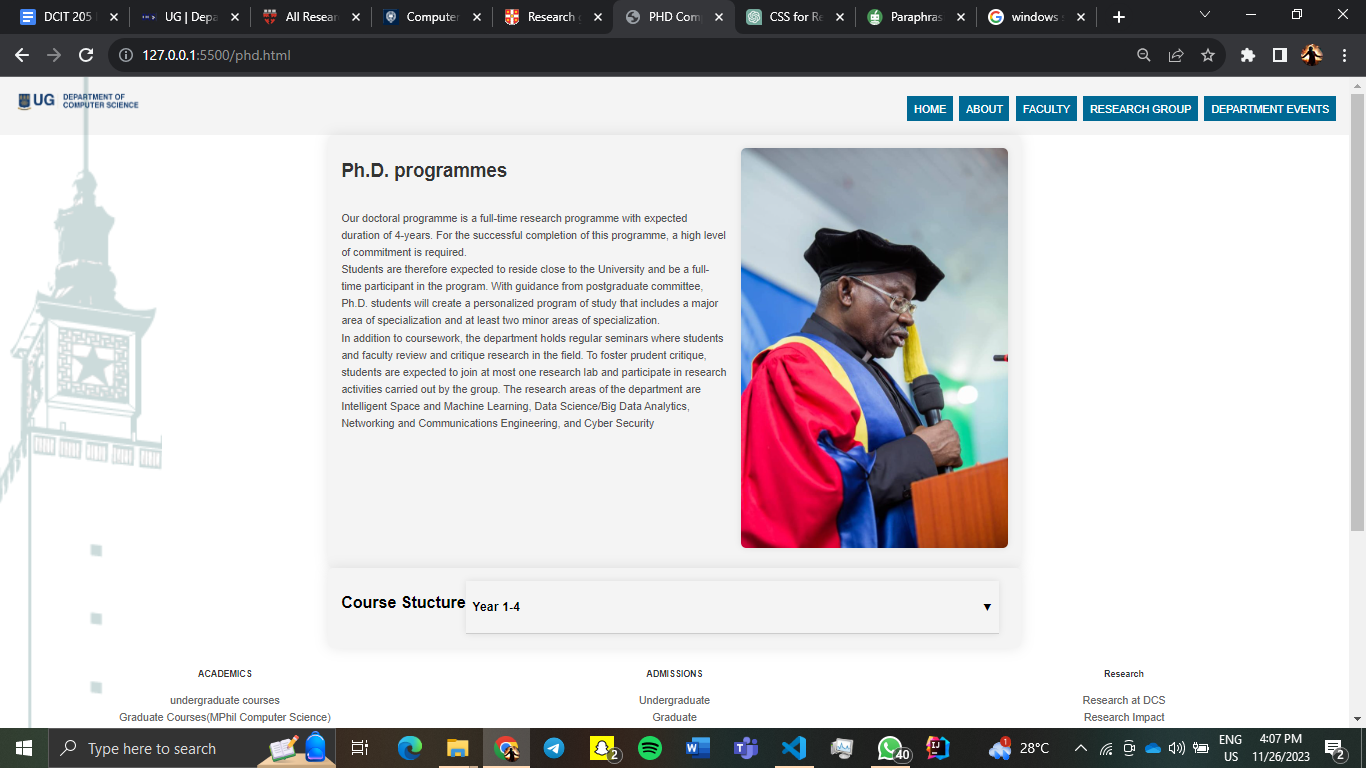 DCIT 205
UG | Depa
All Resear
Computer
Research
PHD Com
CSS for Re
Paraphras
windows
127.0.0.1:5500/phd.html
UG DEPARTMENT OF
COMPUTER SCIENCE
HOME ABOUT FACULTY RESEARCH GROUP DEPARTMENT EVENTS
Ph.D. programmes
Our doctoral programme is a full-time research programme with expected
duration of 4-years. For the successful completion of this programme, a high level
of commitment is required.
Students are therefore expected to reside close to the University and be a full-
time participant in the program. With guidance from postgraduate committee,
Ph.D. students will create a personalized program of study that includes a major
area of specialization and at least two minor areas of specialization.
In addition to coursework, the department holds regular seminars where students
and faculty review and critique research in the field. To foster prudent critique,
students are expected to join at most one research lab and participate in research
activities carried out by the group. The research areas of the department are
Intelligent Space and Machine Learning, Data Science/Big Data Analytics,
Networking and Communications Engineering, and Cyber Security
Course Stucture
Year 1-4
ACADEMICS
undergraduate courses
Graduate Courses(MPhil Computer Science)
ADMISSIONS
Undergraduate
Graduate
Research
Research at DCS
Research Impact
Type here to search
2
40
1
28°C
ENG
US
4:07 PM
11/26/2023
2